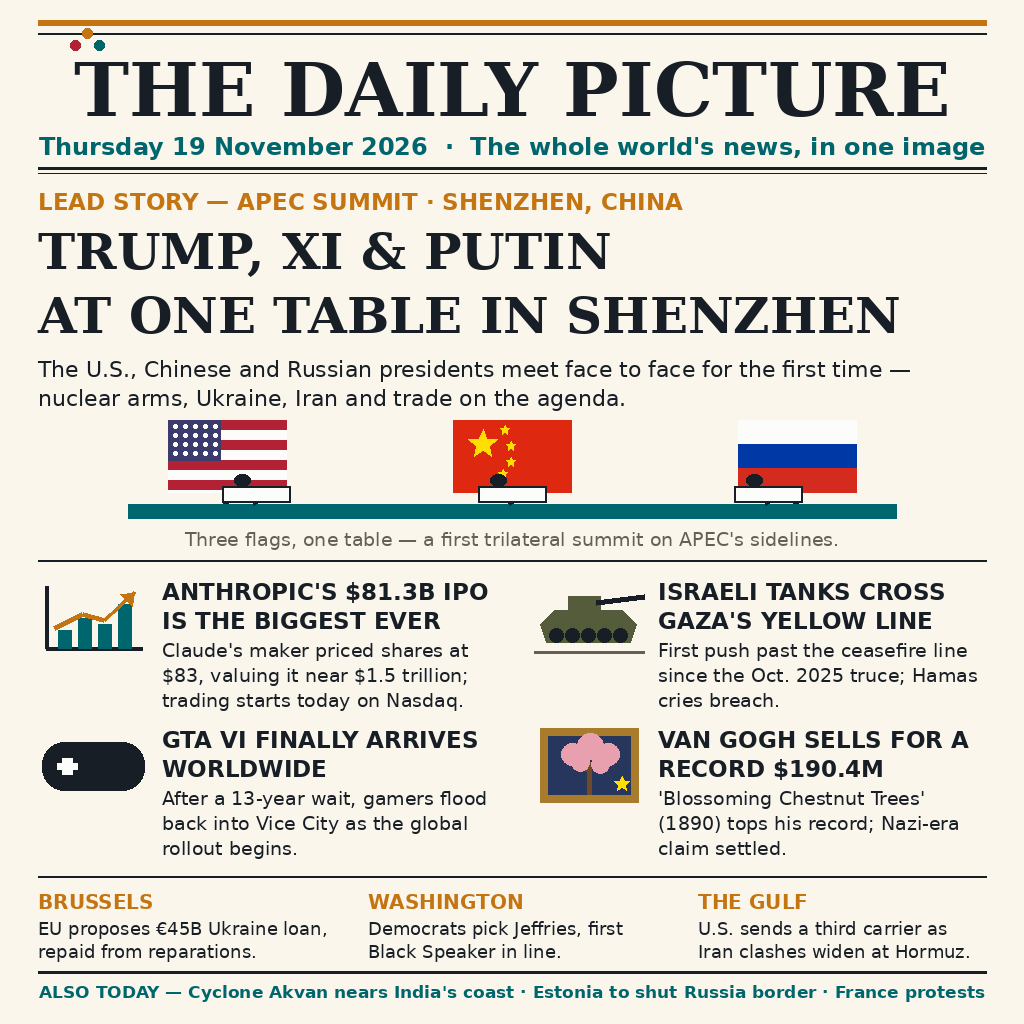 THE DAILY PICTURE
Thursday 19 November 2026 · The whole world's news, in one image
LEAD STORY — APEC SUMMIT · SHENZHEN, CHINA
TRUMP, XI & PUTIN
AT ONE TABLE IN SHENZHEN
The U.S., Chinese and Russian presidents meet face to face for the first time —
nuclear arms, Ukraine, Iran and trade on the agenda.
Three flags, one table — a first trilateral summit on APEC's sidelines.
ANTHROPIC'S $81.3B IPO
IS THE BIGGEST EVER
Claude's maker priced shares at
$83, valuing it near $1.5 trillion;
trading starts today on Nasdaq.
ISRAELI TANKS CROSS
GAZA'S YELLOW LINE
First push past the ceasefire line
since the Oct. 2025 truce; Hamas
cries breach.
GTA VI FINALLY ARRIVES
WORLDWIDE
After a 13-year wait, gamers flood
back into Vice City as the global
rollout begins.
VAN GOGH SELLS FOR A
RECORD $190.4M
'Blossoming Chestnut Trees'
(1890) tops his record; Nazi-era
claim settled.
BRUSSELS
EU proposes €45B Ukraine loan,
repaid from reparations.
WASHINGTON
Democrats pick Jeffries, first
Black Speaker in line.
THE GULF
U.S. sends a third carrier as
Iran clashes widen at Hormuz.
ALSO TODAY — Cyclone Akvan nears India's coast · Estonia to shut Russia border · France protests